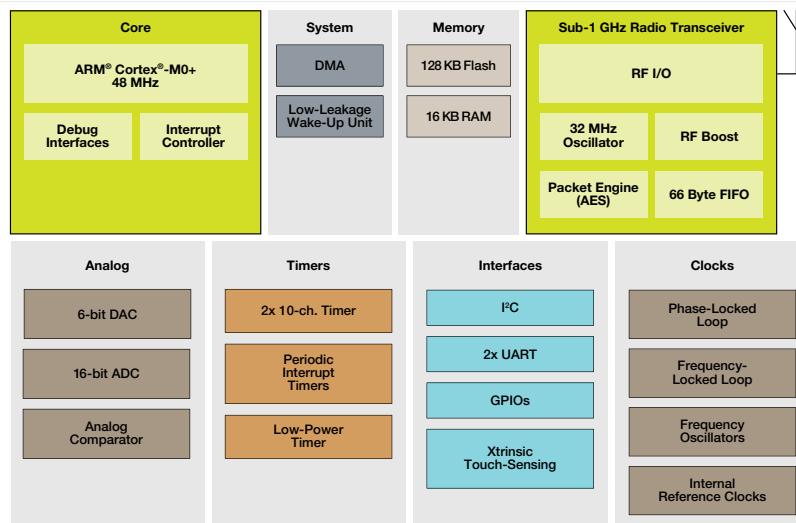 Core
ARM® Cortex®-M0+
48 MHz
Debug
Interfaces
Interrupt
Controller
System
DMA
Low-Leakage
Wake-Up Unit
Memory
128 KB Flash
16 KB RAM
Sub-1 GHz Radio Transceiver
RF I/O
32 MHz
Oscillator
RF Boost
Packet Engine
(AES)
66 Byte FIFO
Analog
6-bit DAC
16-bit ADC
Analog
Comparator
Timers
2x 10-ch. Timer
Periodic
Interrupt
Timers
Low-Power
Timer
Interfaces
I²C
2x UART
GPIOs
Xtrinsic
Touch-Sensing
Clocks
Phase-Locked
Loop
Frequency-
Locked Loop
Frequency
Oscillators
Internal
Reference Clocks